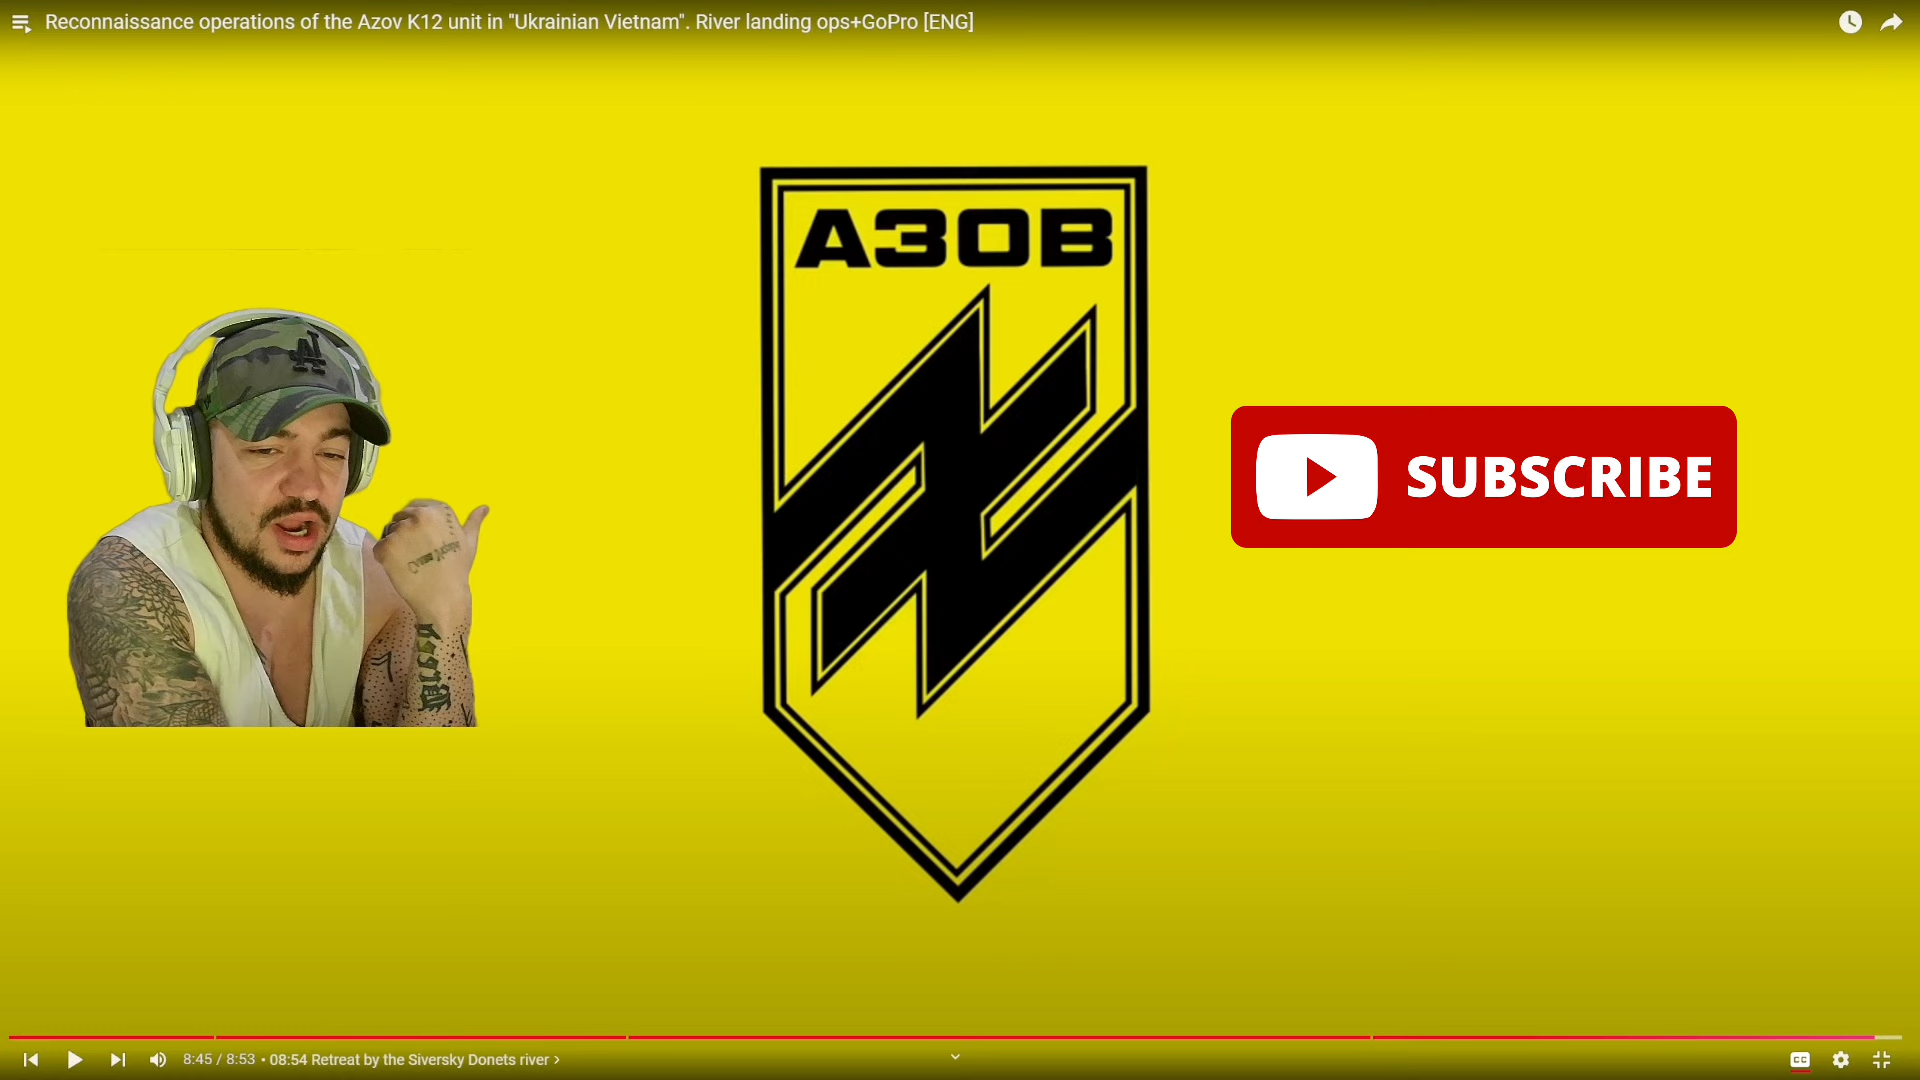 Reconnaissance operations of the Azov K12 unit in "Ukrainian Vietnam". River landing ops+GoPro [ENG]
АЗОВ
SUBSCRIBE
8:45 / 8:53 • 08:54 Retreat by the Siversky Donets river
CC